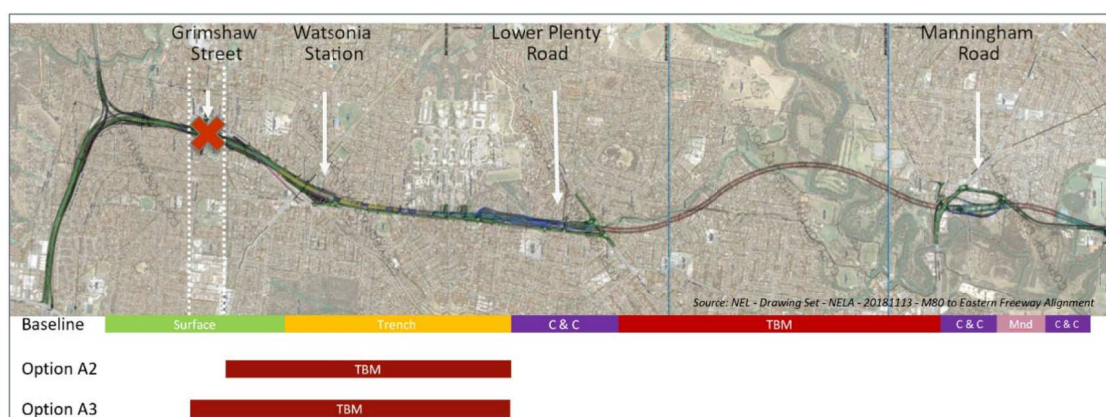 Grimshaw
Street
Watsonia
Station
Lower Plenty
Road
Manningham
Road
Source: NEL - Drawing Set - NELA - 20181113 - M80 to Eastern Freeway Alignment
Baseline
Surface
Trench
C & C
TBM
C & C
Mnd
C & C
Option A2
TBM
Option A3
TBM